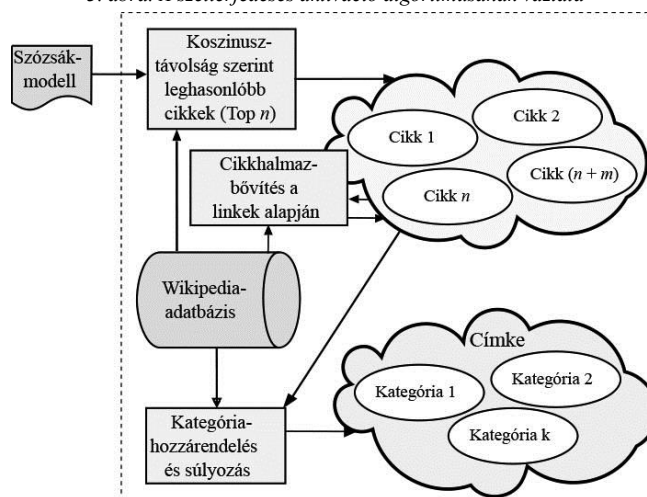 Szózsák-
modell
Koszinusz-
távolság szerint
leghasonlóbb
cikkek (Top n)
Cikk 1
Cikk 2
Cikk n
Cikk (n + m)
Cikkhalmaz-
bővítés a
linkek alapján
Wikipedia-
adatbázis
Kategória-
hozzárendelés
és súlyozás
Címke
Kategória 1
Kategória 2
Kategória k